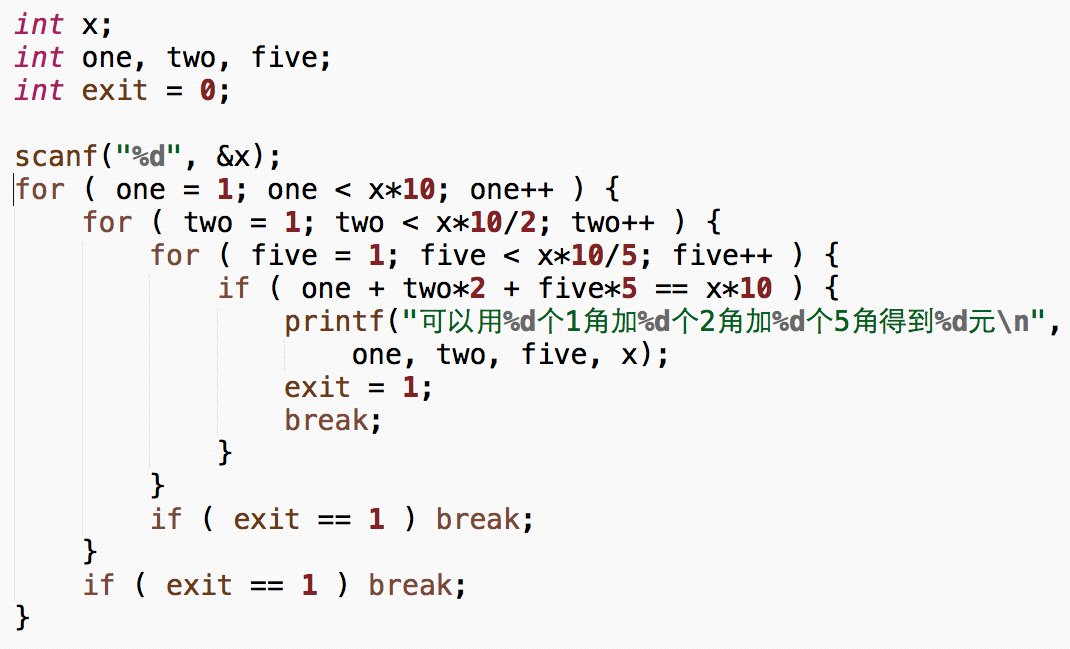 int x;
int one, two, five;
int exit = 0;

scanf("%d", &x);
for ( one = 1; one < x*10; one++ ) {
    for ( two = 1; two < x*10/2; two++ ) {
        for ( five = 1; five < x*10/5; five++ ) {
            if ( one + two*2 + five*5 == x*10 ) {
                printf("可以用%d个1角加%d个2角加%d个5角得到%d元\n",
                    one, two, five, x);
                exit = 1;
                break;
            }
        }
        if ( exit == 1 ) break;
    }
    if ( exit == 1 ) break;
}